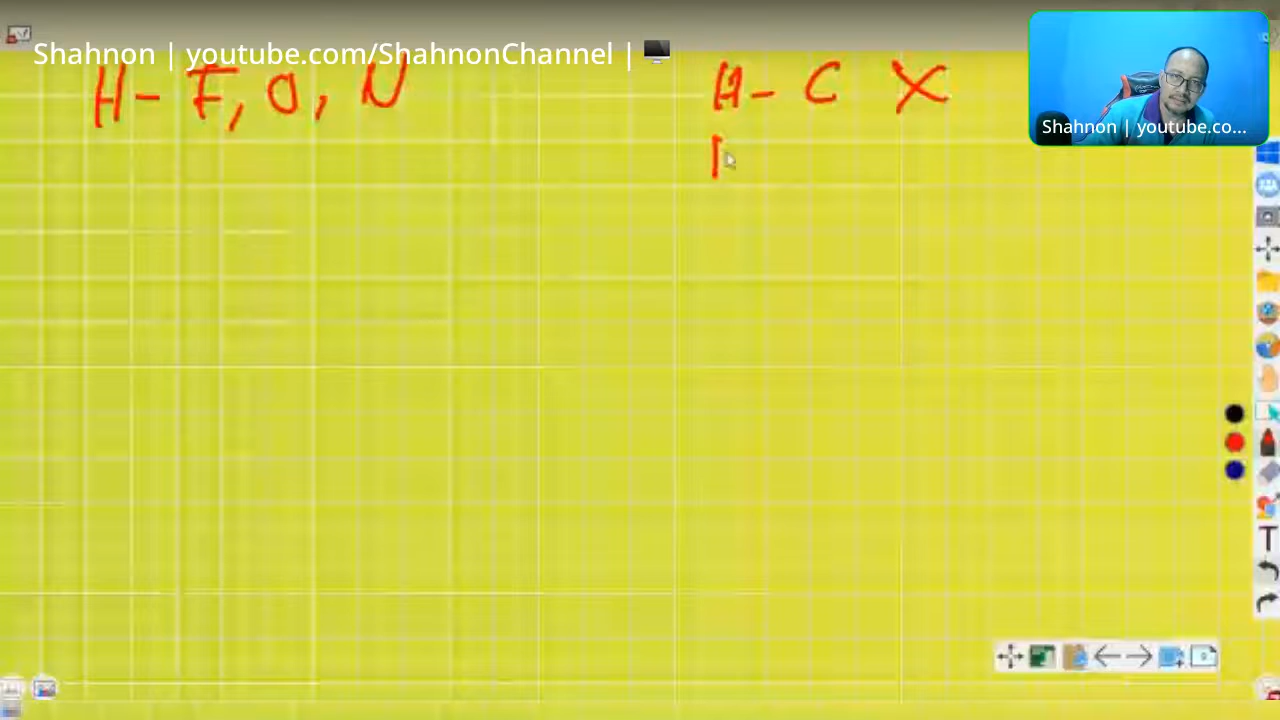 Shahnon | youtube.com/ShahnonChannel |
H- F, O, N
H- C X
Shahnon | youtube.co...